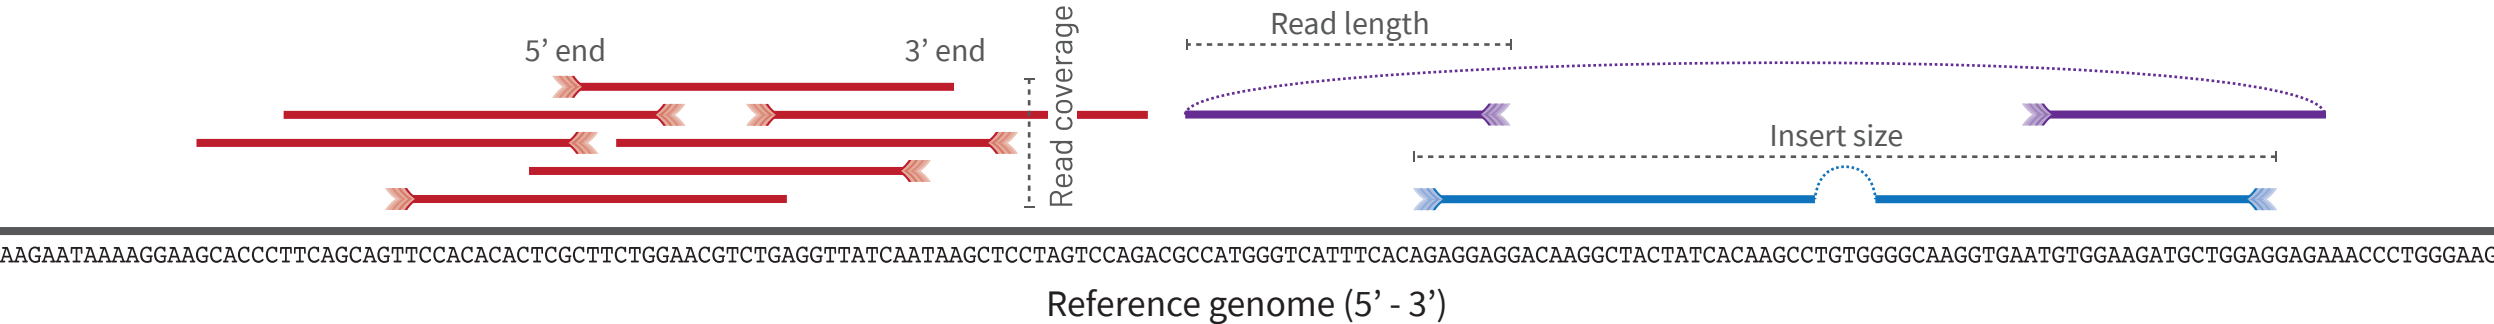 Read length
5’ end
3’ end
Read coverage
Insert size
AAGAATAAAAGGAAGCACCCTTCAGCAGTTCCACACACTCGCTTCTGGAACGTCTGAGGTTATCAATAAGCTCCTAGTCCAGACGCCATGGGTCATTTCACAGAGGAGGACAAGGCTACTATCACAAGCCTGTGGGGCAAGGTGAATGTGGAAGATGCTGGAGGAGAAACCCTGGGAAG
Reference genome (5’ - 3’)